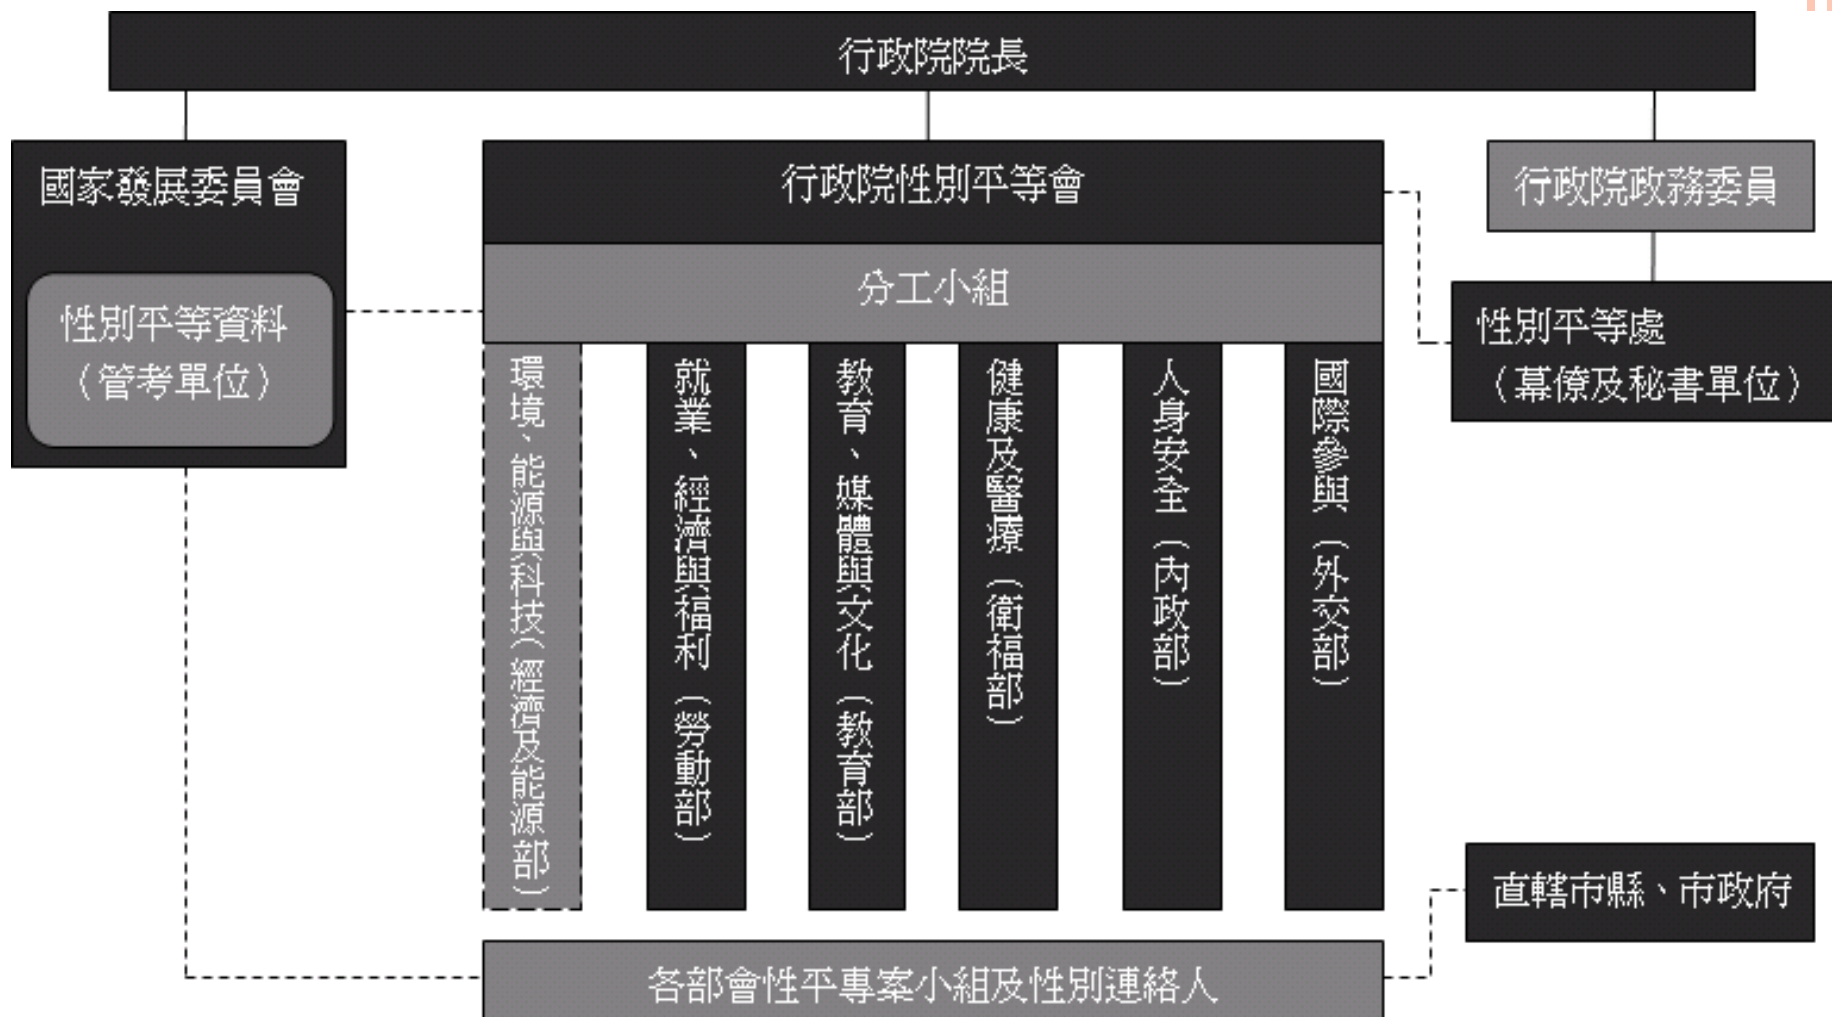 行政院院長
國家發展委員會
性別平等資料
（管考單位）
行政院性別平等會
分工小組
環境、能源與科技（經濟及能源部）
就業、經濟與福利（勞動部）
教育、媒體與文化（教育部）
健康及醫療（衛福部）
人身安全（內政部）
國際參與（外交部）
行政院政務委員
性別平等處
（幕僚及秘書單位）
直轄市縣、市政府
各部會性平專案小組及性別連絡人